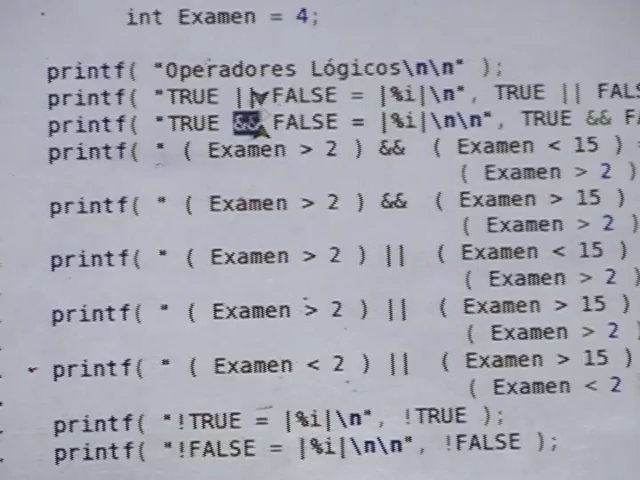 int Examen = 4;
printf( "Operadores Lógicos\n\n" );
printf( "TRUE || FALSE = |%i|\n", TRUE || FALS
printf( "TRUE && FALSE = |%i|\n\n", TRUE && FA
printf( " ( Examen > 2 ) && ( Examen < 15 ) =
( Examen > 2 )
printf( " ( Examen > 2 ) && ( Examen > 15 )
( Examen > 2 )
printf( " ( Examen > 2 ) || ( Examen < 15 )
( Examen > 2 )
printf( " ( Examen > 2 ) || ( Examen > 15 )
( Examen > 2 )
printf( " ( Examen < 2 ) || ( Examen > 15 )
( Examen < 2
printf( "!TRUE = |%i|\n", !TRUE );
printf( "!FALSE = |%i|\n\n", !FALSE );